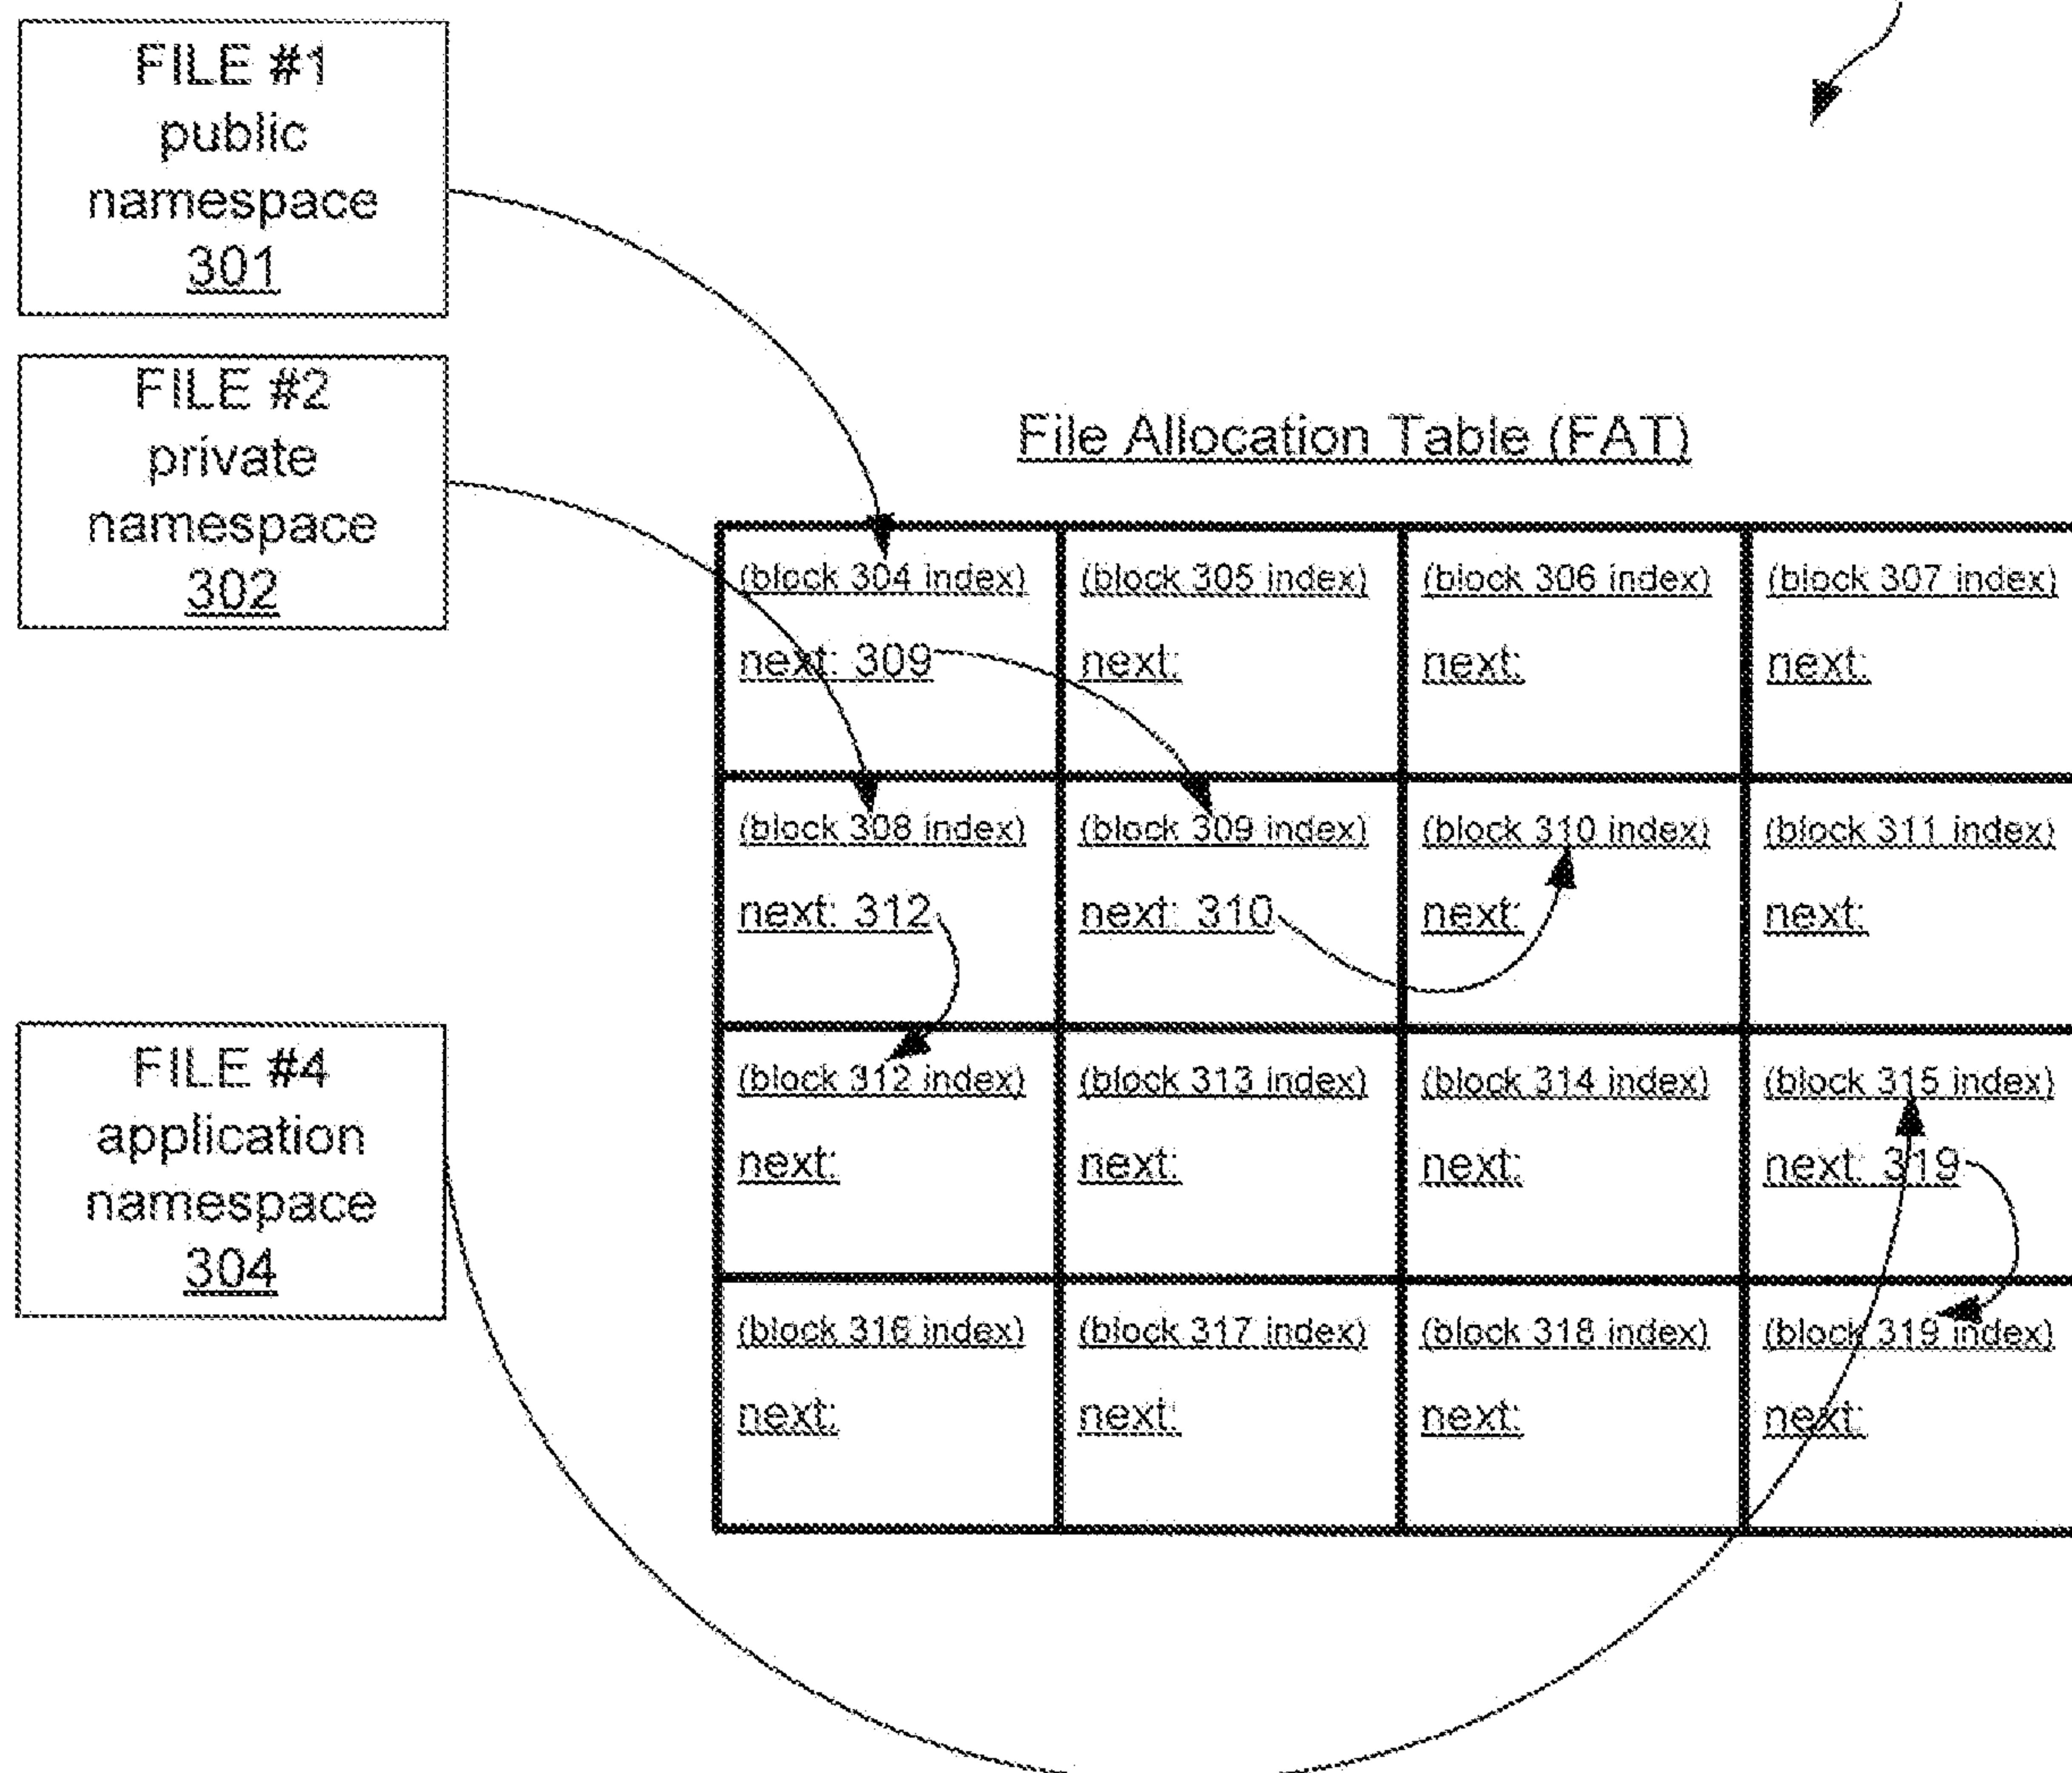 FILE #1
public
namespace
301
FILE #2
private
namespace
302
FILE #4
application
namespace
304
File Allocation Table (FAT)
(block 304 index)
next: 309
(block 305 index)
next:
(block 306 index)
next:
(block 307 index)
next:
(block 308 index)
next: 312
(block 309 index)
next: 310
(block 310 index)
next:
(block 311 index)
next:
(block 312 index)
next:
(block 313 index)
next:
(block 314 index)
next:
(block 315 index)
next: 319
(block 316 index)
next:
(block 317 index)
next:
(block 318 index)
next:
(block 319 index)
next: